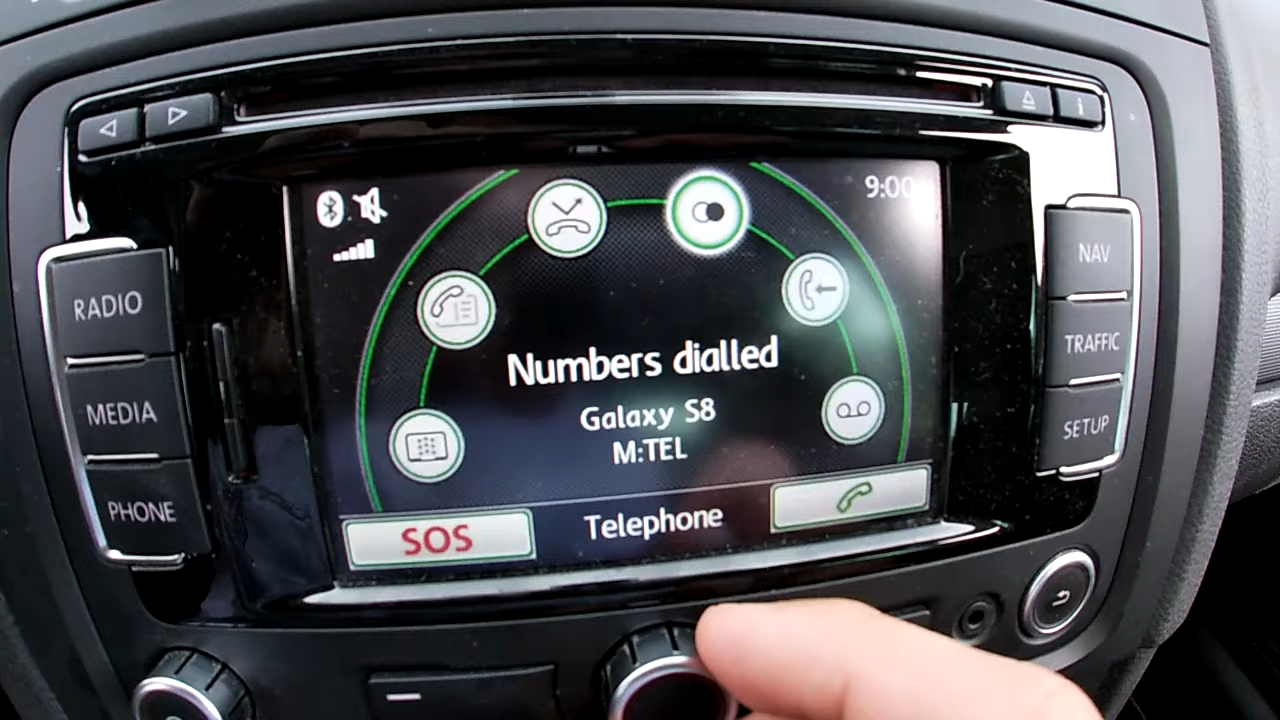 9:00
RADIO
MEDIA
PHONE
Numbers dialled
Galaxy S8
M:TEL
SOS
Telephone
NAV
TRAFFIC
SETUP
i